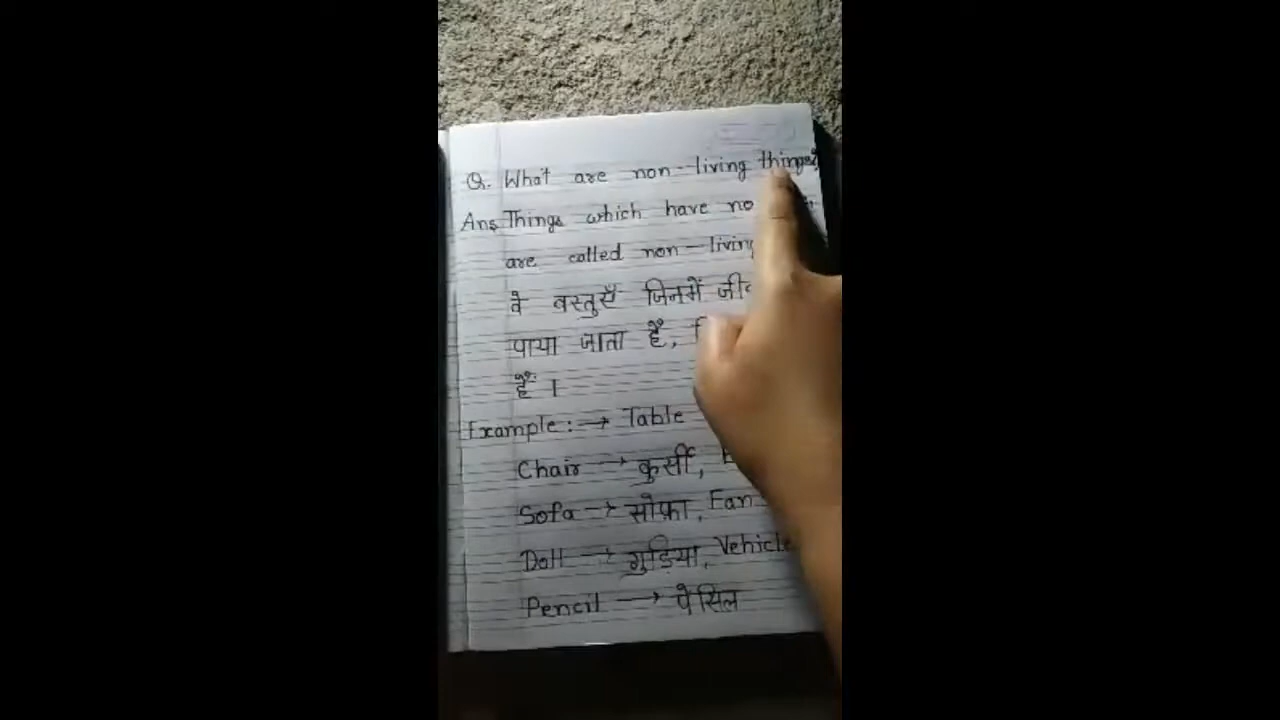 Q. What are non-living things?
Ans Things which have no
are called non-living
वे वस्तुएँ जिनमें
पाया जाता है,
हैं ।
Example :→ Table
Chair → कुर्सी,
Sofa → सोफ़ा, Fan
Doll → गुड़िया, Vehicle
Pencil → पेंसिल